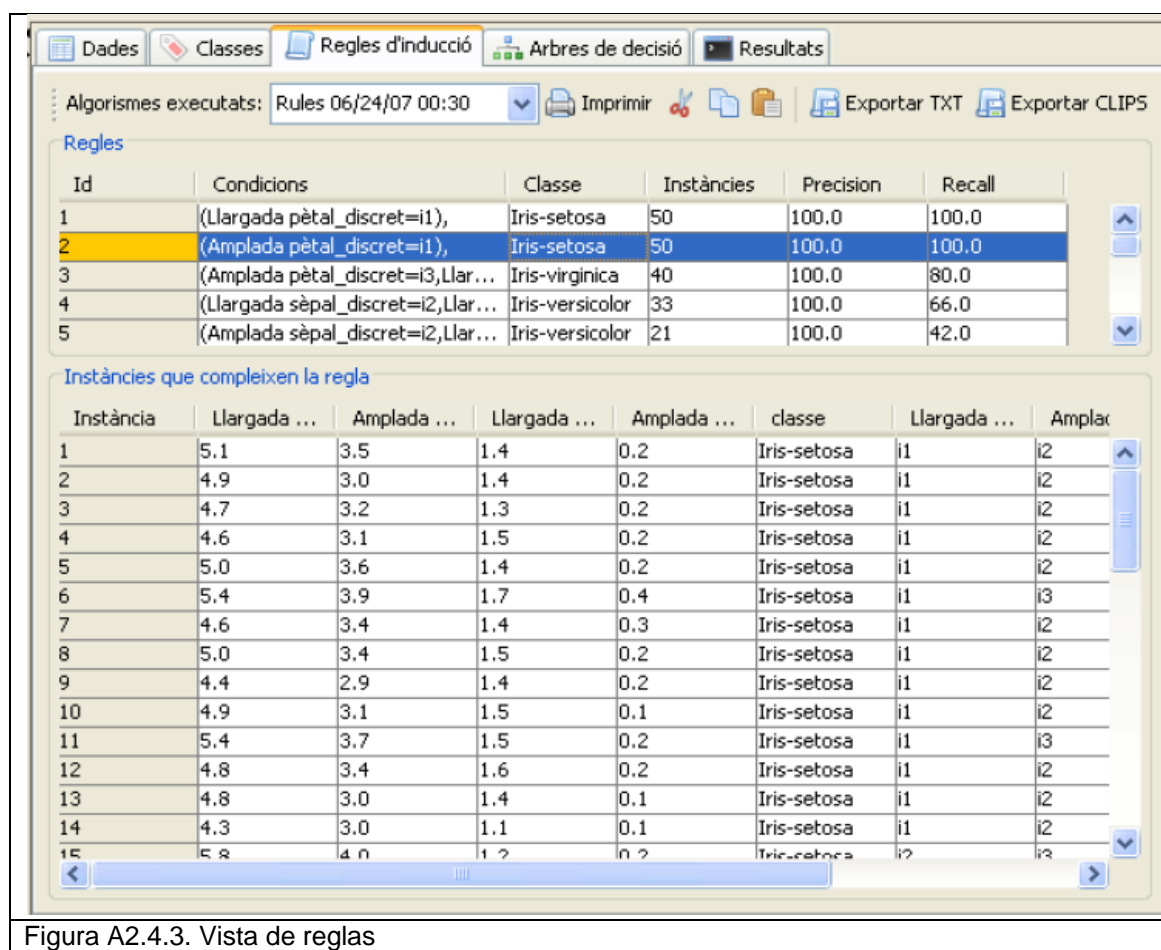 Dades Classes Regles d'inducció Arbres de decisió Resultats
Algorismes executats: Rules 06/24/07 00:30 Imprimir Exportar TXT Exportar CLIPS
Regles
Id Condicions Classe Instàncies Precision Recall
1 (Llargada pètal_discret=i1), Iris-setosa 50 100.0 100.0
2 (Amplada pètal_discret=i1), Iris-setosa 50 100.0 100.0
3 (Amplada pètal_discret=i3,Llar... Iris-virginica 40 100.0 80.0
4 (Llargada sèpal_discret=i2,Llar... Iris-versicolor 33 100.0 66.0
5 (Amplada sèpal_discret=i2,Llar... Iris-versicolor 21 100.0 42.0
Instàncies que compleixen la regla
Instància Llargada ... Amplada ... Llargada ... Amplada ... classe Llargada ... Amplad
1 5.1 3.5 1.4 0.2 Iris-setosa i1 i2
2 4.9 3.0 1.4 0.2 Iris-setosa i1 i2
3 4.7 3.2 1.3 0.2 Iris-setosa i1 i2
4 4.6 3.1 1.5 0.2 Iris-setosa i1 i2
5 5.0 3.6 1.4 0.2 Iris-setosa i1 i2
6 5.4 3.9 1.7 0.4 Iris-setosa i1 i3
7 4.6 3.4 1.4 0.3 Iris-setosa i1 i2
8 5.0 3.4 1.5 0.2 Iris-setosa i1 i2
9 4.4 2.9 1.4 0.2 Iris-setosa i1 i2
10 4.9 3.1 1.5 0.1 Iris-setosa i1 i2
11 5.4 3.7 1.5 0.2 Iris-setosa i1 i3
12 4.8 3.4 1.6 0.2 Iris-setosa i1 i2
13 4.8 3.0 1.4 0.1 Iris-setosa i1 i2
14 4.3 3.0 1.1 0.1 Iris-setosa i1 i2
15 5.8 4.0 1.2 0.2 Iris-setosa i2 i3
Figura A2.4.3. Vista de reglas